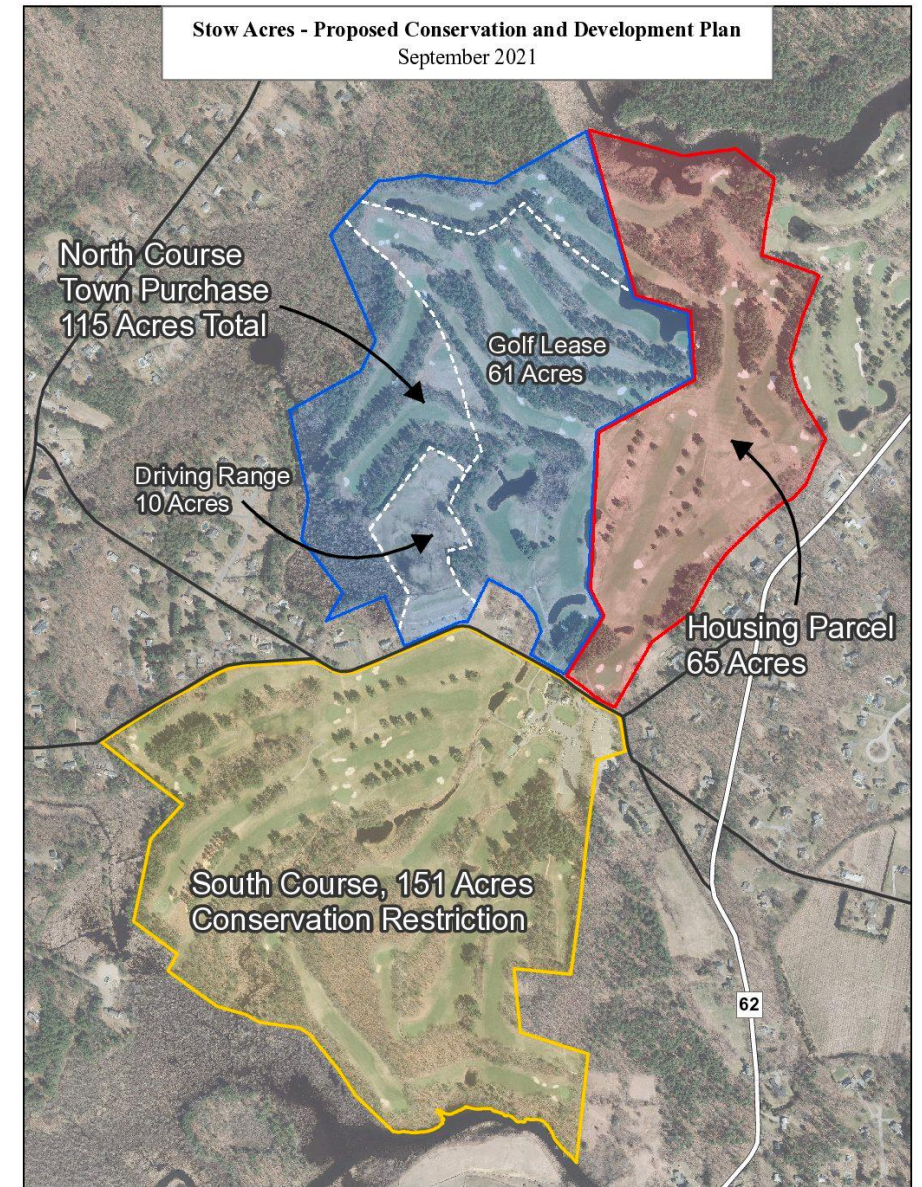 Stow Acres - Proposed Conservation and Development Plan
September 2021
North Course
Town Purchase
115 Acres Total
Golf Lease
61 Acres
Driving Range
10 Acres
Housing Parcel
65 Acres
South Course, 151 Acres
Conservation Restriction
62